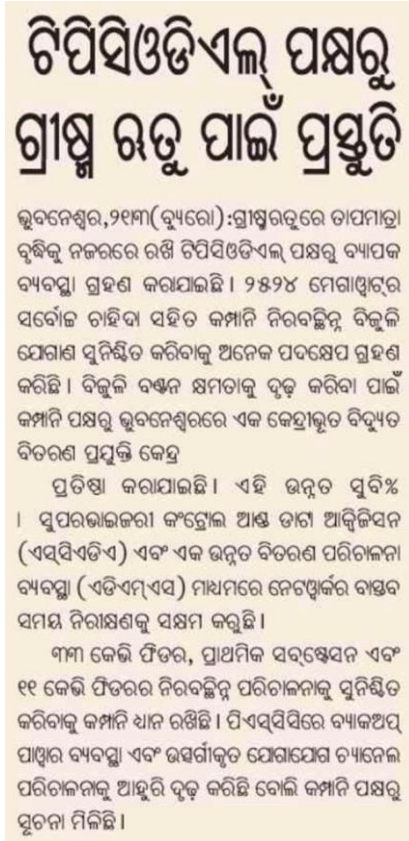 ଟିପିସିଓଡିଏଲ୍ ପକ୍ଷରୁ
ଗ୍ରୀଷ୍ମ ଋତୁ ପାଇଁ ପ୍ରସ୍ତୁତି
ଭୁବନେଶ୍ୱର,୨୧।୩(ବ୍ୟୁରୋ):ଗ୍ରୀଷ୍ମଋତୁରେ ତାପମାତ୍ରା
ବୃଦ୍ଧିକୁ ନଜରରେ ରଖି ଟିପିସିଓଡିଏଲ୍ ପକ୍ଷରୁ ବ୍ୟାପକ
ବ୍ୟବସ୍ଥା ଗ୍ରହଣ କରାଯାଇଛି। ୨୫୨୪ ମେଗାୱାଟ୍‌ର
ସର୍ବୋଚ୍ଚ ଚାହିଦା ସହିତ କମ୍ପାନି ନିରବଚ୍ଛିନ୍ନ ବିଜୁଳି
ଯୋଗାଣ ସୁନିଶ୍ଚିତ କରିବାକୁ ଅନେକ ପଦକ୍ଷେପ ଗ୍ରହଣ
କରିଛି। ବିଜୁଳି ବଣ୍ଟନ କ୍ଷମତାକୁ ଦୃଢ଼ କରିବା ପାଇଁ
କମ୍ପାନି ପକ୍ଷରୁ ଭୁବନେଶ୍ୱରରେ ଏକ କେନ୍ଦ୍ରୀଭୂତ ବିଦ୍ୟୁତ
ବିତରଣ ପ୍ରଯୁକ୍ତି କେନ୍ଦ୍ର
ପ୍ରତିଷ୍ଠା କରାଯାଇଛି। ଏହି ଉନ୍ନତ ସୁବି%
। ସୁପରଭାଇଜରୀ କଂଟ୍ରୋଲ ଆଣ୍ଡ ଡାଟା ଆକ୍ୱିଜିସନ
(ଏସ୍‌ସିଏଡିଏ) ଏବଂ ଏକ ଉନ୍ନତ ବିତରଣ ପରିଚାଳନା
ବ୍ୟବସ୍ଥା (ଏଡିଏମ୍ଏସ) ମାଧ୍ୟମରେ ନେଟୱାର୍କର ବାସ୍ତବ
ସମୟ ନିରୀକ୍ଷଣକୁ ସକ୍ଷମ କରୁଛି।
୩୩ କେଭି ଫିଡର, ପ୍ରାଥମିକ ସବ୍‌ଷ୍ଟେସନ ଏବଂ
୧୧ କେଭି ଫିଡରର ନିରବଚ୍ଛିନ୍ନ ପରିଚାଳନାକୁ ସୁନିଶ୍ଚିତ
କରିବାକୁ କମ୍ପାନି ଧ୍ୟାନ ରଖିଛି। ପିଏସ୍‌ସିସିରେ ବ୍ୟାକଅପ୍
ପାୱାର ବ୍ୟବସ୍ଥା ଏବଂ ଉତ୍ସର୍ଗୀକୃତ ଯୋଗାଯୋଗ ଚ୍ୟାନେଲ
ପରିଚାଳନାକୁ ଆହୁରି ଦୃଢ଼ କରିଛି ବୋଲି କମ୍ପାନି ପକ୍ଷରୁ
ସୂଚନା ମିଳିଛି।